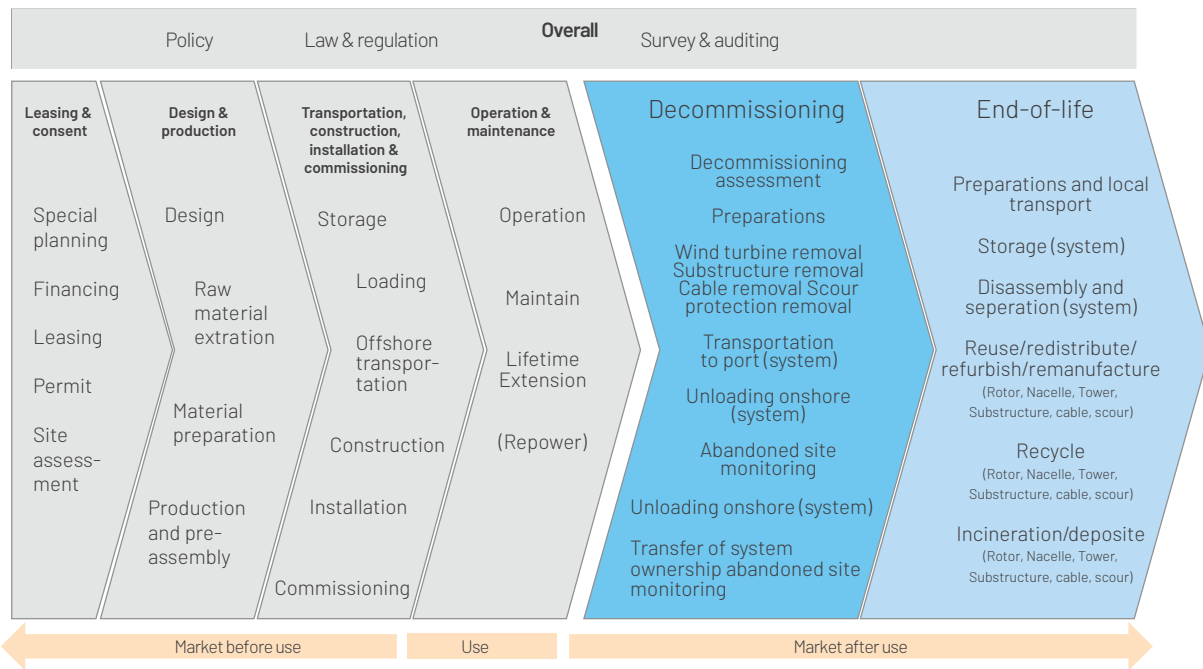 Overall
Policy
Law & regulation
Survey & auditing
Leasing &
consent
Special
planning
Financing
Leasing
Permit
Site
assess-
ment
Design &
production
Design
Raw
material
extration
Material
preparation
Production
and pre-
assembly
Transportation,
construction,
installation &
commissioning
Storage
Loading
Offshore
transpor-
tation
Construction
Installation
Commissioning
Operation &
maintenance
Operation
Maintain
Lifetime
Extension
(Repower)
Decommissioning
Decommissioning
assessment
Preparations
Wind turbine removal
Substructure removal
Cable removal Scour
protection removal
Transportation
to port (system)
Unloading onshore
(system)
Abandoned site
monitoring
Unloading onshore (system)
Transfer of system
ownership abandoned site
monitoring
End-of-life
Preparations and local
transport
Storage (system)
Disassembly and
seperation (system)
Reuse/redistribute/
refurbish/remanufacture
(Rotor, Nacelle, Tower,
Substructure, cable, scour)
Recycle
(Rotor, Nacelle, Tower,
Substructure, cable, scour)
Incineration/deposite
(Rotor, Nacelle, Tower,
Substructure, cable, scour)
Market before use
Use
Market after use